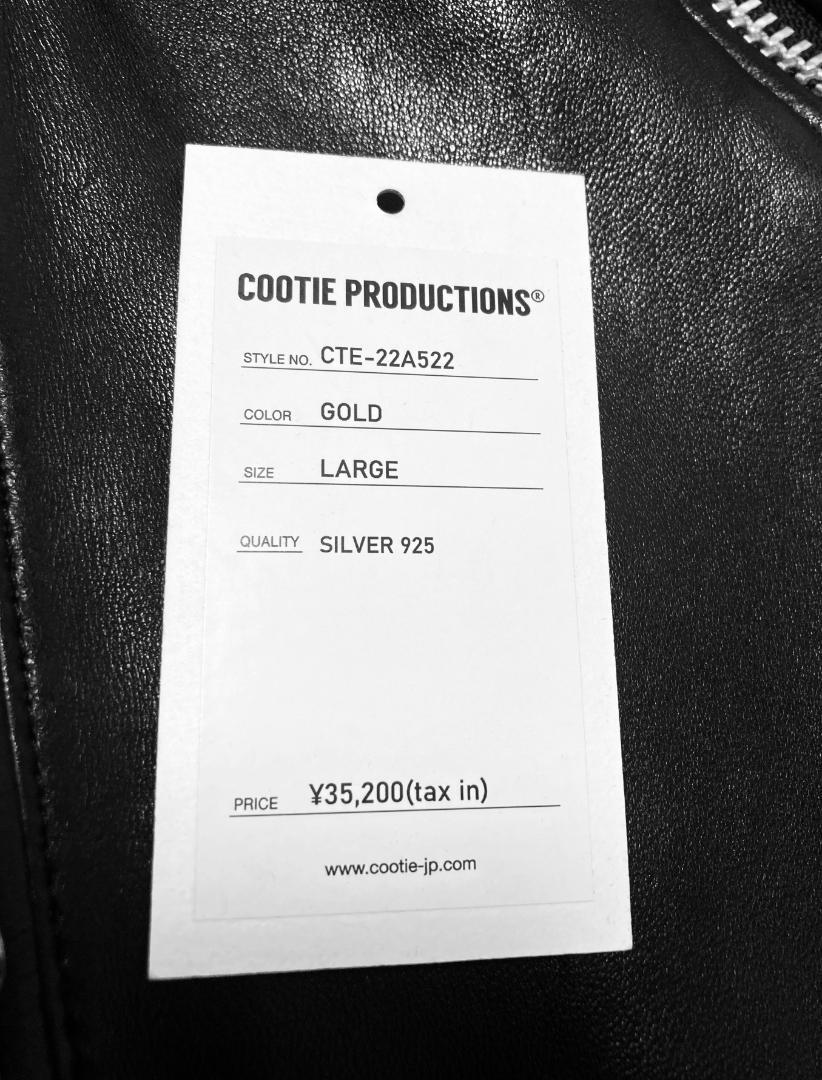 COOTIE PRODUCTIONS®
STYLE NO. CTE-22A522
COLOR GOLD
SIZE LARGE
QUALITY SILVER 925
PRICE ¥35,200(tax in)
www.cootie-jp.com